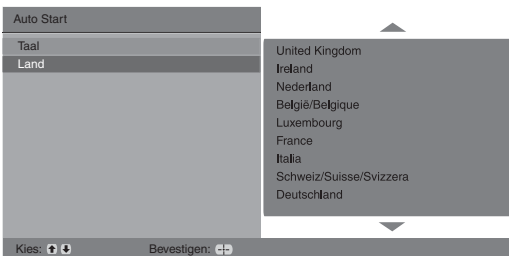 Auto Start
Taal
Land
United Kingdom
Ireland
Nederland
België/Belgique
Luxembourg
France
Italia
Schweiz/Suisse/Svizzera
Deutschland
Kies: Bevestigen: